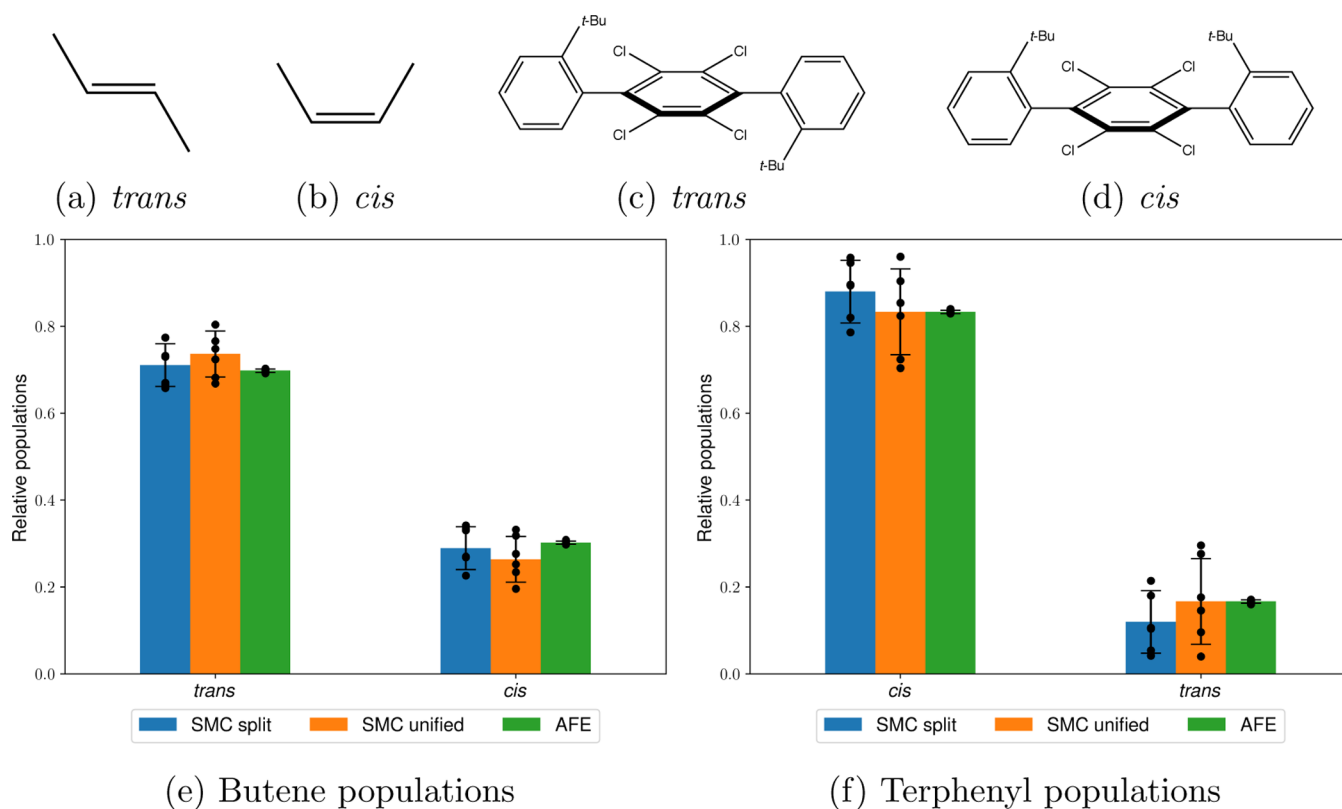 t-Bu
Cl Cl
Cl Cl
t-Bu
t-Bu t-Bu
Cl Cl
Cl Cl
(a) trans
(b) cis
(c) trans
(d) cis
1.0
0.8
0.6
0.4
0.2
0.0
Relative populations
trans cis
SMC split SMC unified AFE
(e) Butene populations
1.0
0.8
0.6
0.4
0.2
0.0
Relative populations
cis trans
SMC split SMC unified AFE
(f) Terphenyl populations